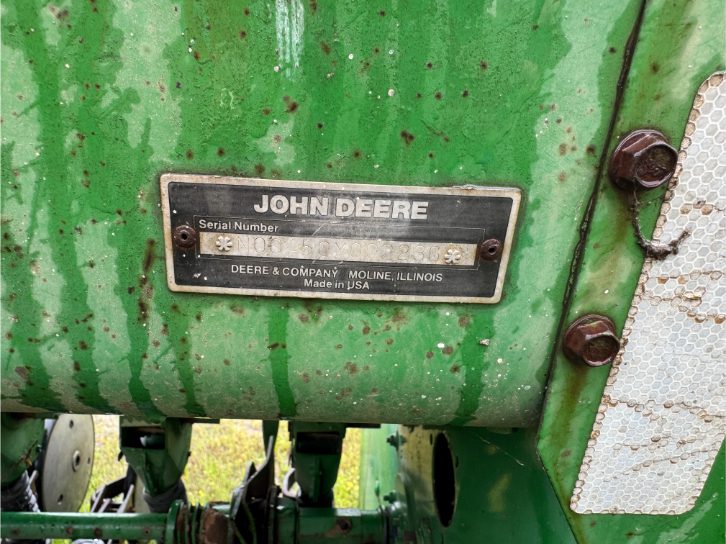 JOHN DEERE
Serial Number
DEERE & COMPANY MOLINE, ILLINOIS
Made in USA